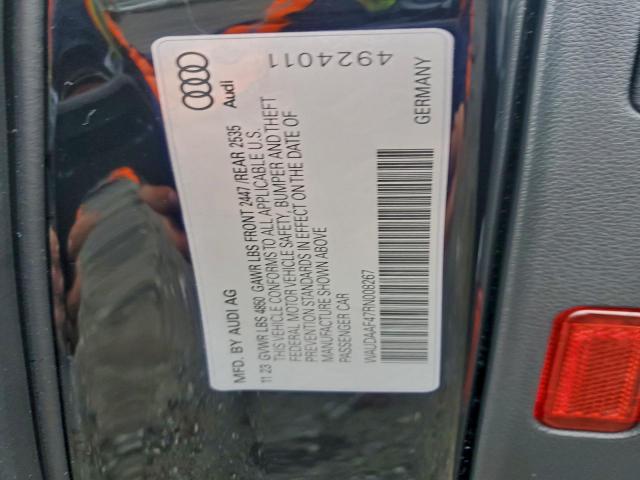 Audi
4924011
MFD. BY AUDI AG
11 23 GVWR LBS 4850 GAWR LBS FRONT 2447 /REAR 2535
THIS VEHICLE CONFORMS TO ALL APPLICABLE U.S.
FEDERAL MOTOR VEHICLE SAFETY, BUMPER AND THEFT
PREVENTION STANDARDS IN EFFECT ON THE DATE OF
MANUFACTURE SHOWN ABOVE
PASSENGER CAR
WAUDAAF47RN008267
GERMANY